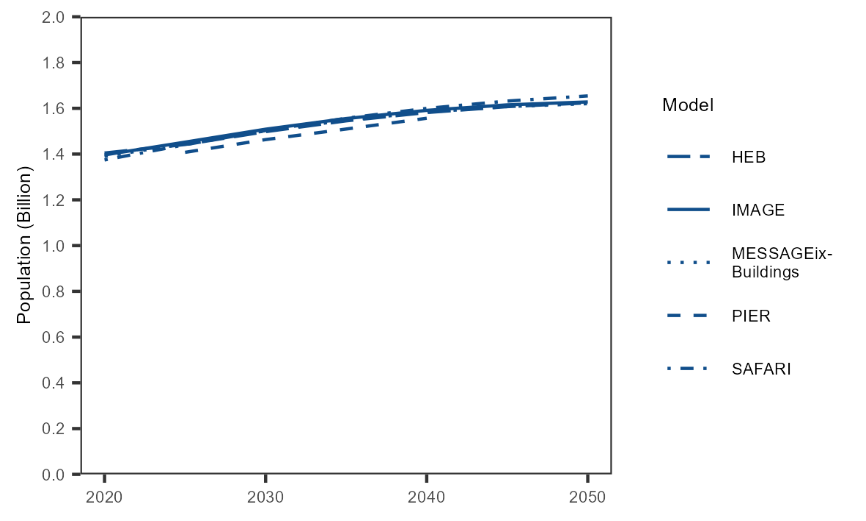 2.0
1.8
1.6
1.4
1.2
1.0
0.8
0.6
0.4
0.2
0.0
Population (Billion)
2020 2030 2040 2050
Model
HEB
IMAGE
MESSAGEix-
Buildings
PIER
SAFARI